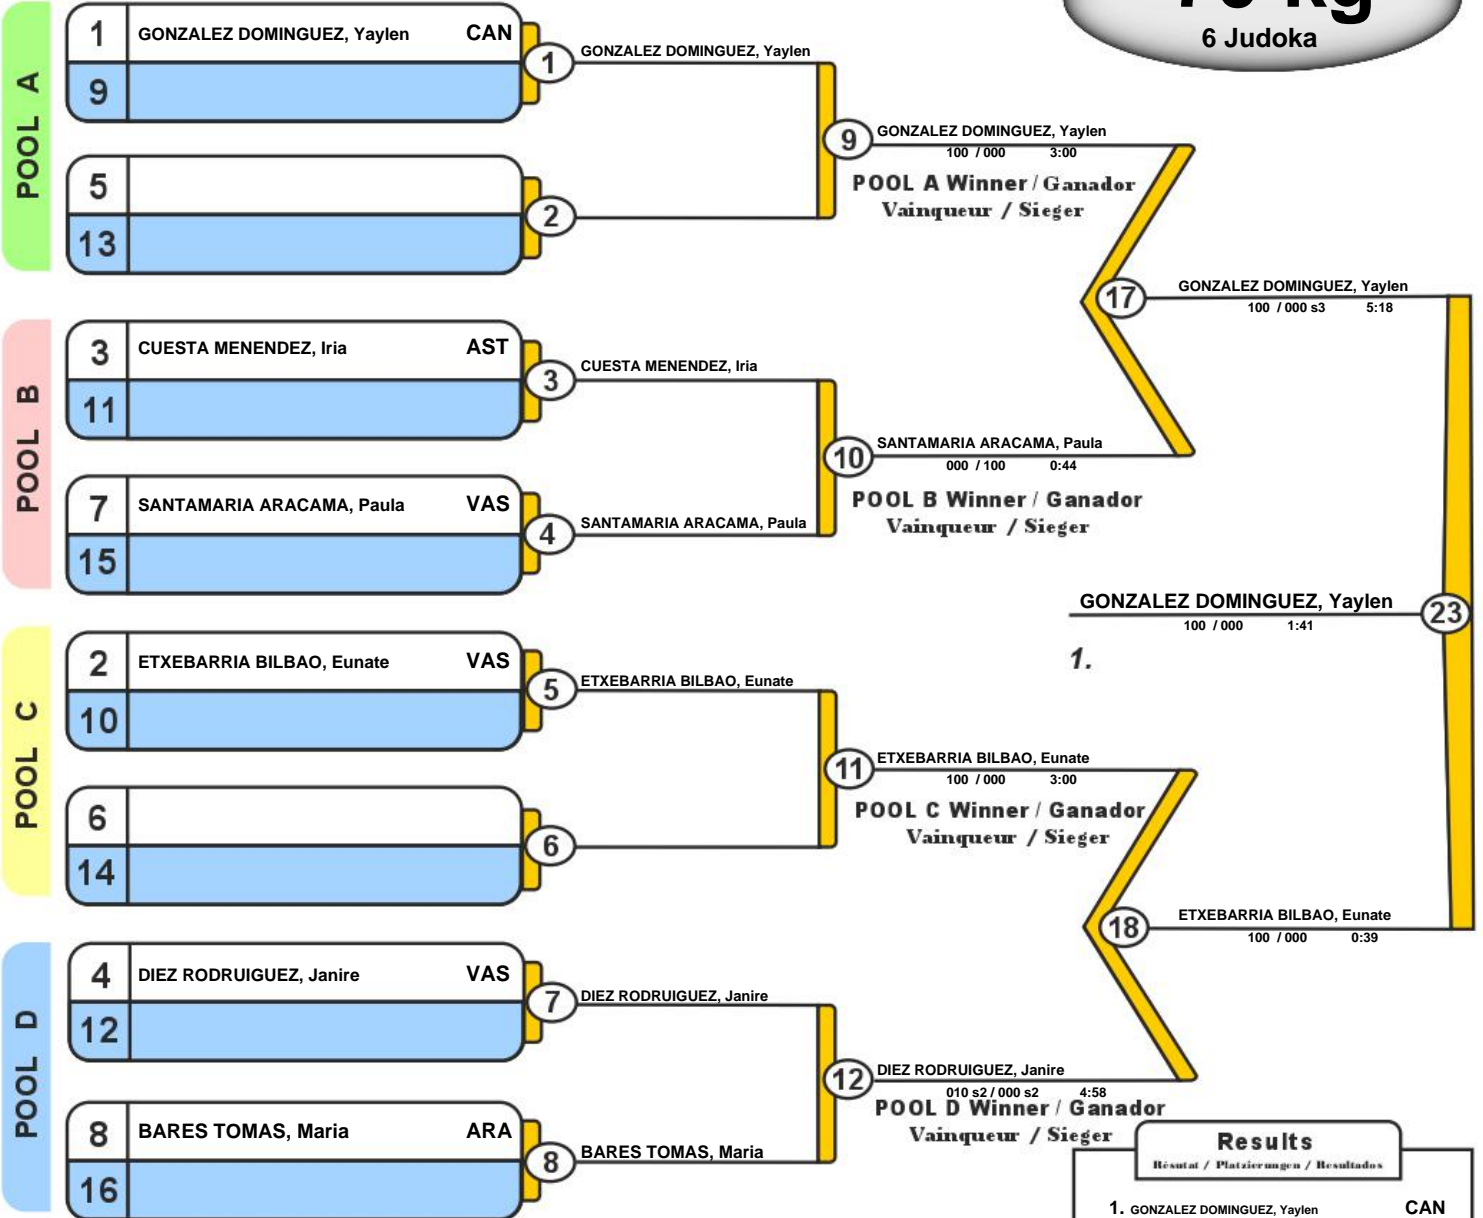 6 Judoka
POOL A
1 GONZALEZ DOMINGUEZ, Yaylen CAN
9
1
GONZALEZ DOMINGUEZ, Yaylen
5
13
2
9
GONZALEZ DOMINGUEZ, Yaylen
100 / 000 3:00
POOL A Winner / Ganador
Vainqueur / Sieger
POOL B
3 CUESTA MENENDEZ, Iria AST
11
3
CUESTA MENENDEZ, Iria
7 SANTAMARIA ARACAMA, Paula VAS
15
4
SANTAMARIA ARACAMA, Paula
10
SANTAMARIA ARACAMA, Paula
000 / 100 0:44
POOL B Winner / Ganador
Vainqueur / Sieger
17
GONZALEZ DOMINGUEZ, Yaylen
100 / 000 s3 5:18
GONZALEZ DOMINGUEZ, Yaylen
100 / 000 1:41
23
1.
POOL C
2 ETXEBARRIA BILBAO, Eunate VAS
10
5
ETXEBARRIA BILBAO, Eunate
6
14
6
11
ETXEBARRIA BILBAO, Eunate
100 / 000 3:00
POOL C Winner / Ganador
Vainqueur / Sieger
18
ETXEBARRIA BILBAO, Eunate
100 / 000 0:39
POOL D
4 DIEZ RODRUIGUEZ, Janire VAS
12
7
DIEZ RODRUIGUEZ, Janire
8 BARES TOMAS, Maria ARA
16
8
BARES TOMAS, Maria
12
DIEZ RODRUIGUEZ, Janire
010 s2 / 000 s2 4:58
POOL D Winner / Ganador
Vainqueur / Sieger
Results
Résutat / Platzierungen / Resultados
1. GONZALEZ DOMINGUEZ, Yaylen CAN